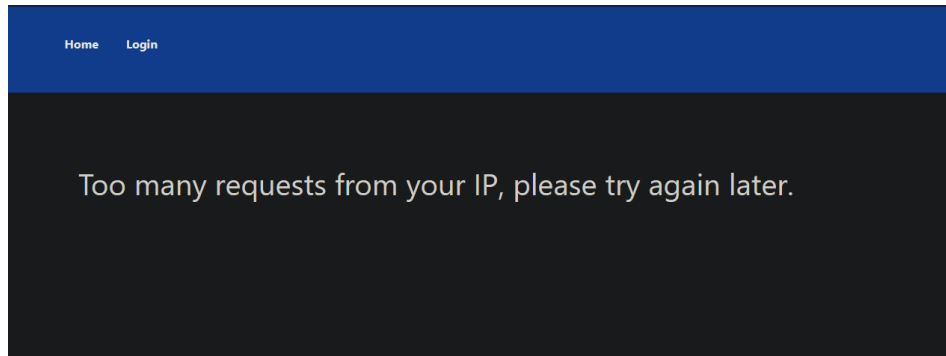 Home Login
Too many requests from your IP, please try again later.